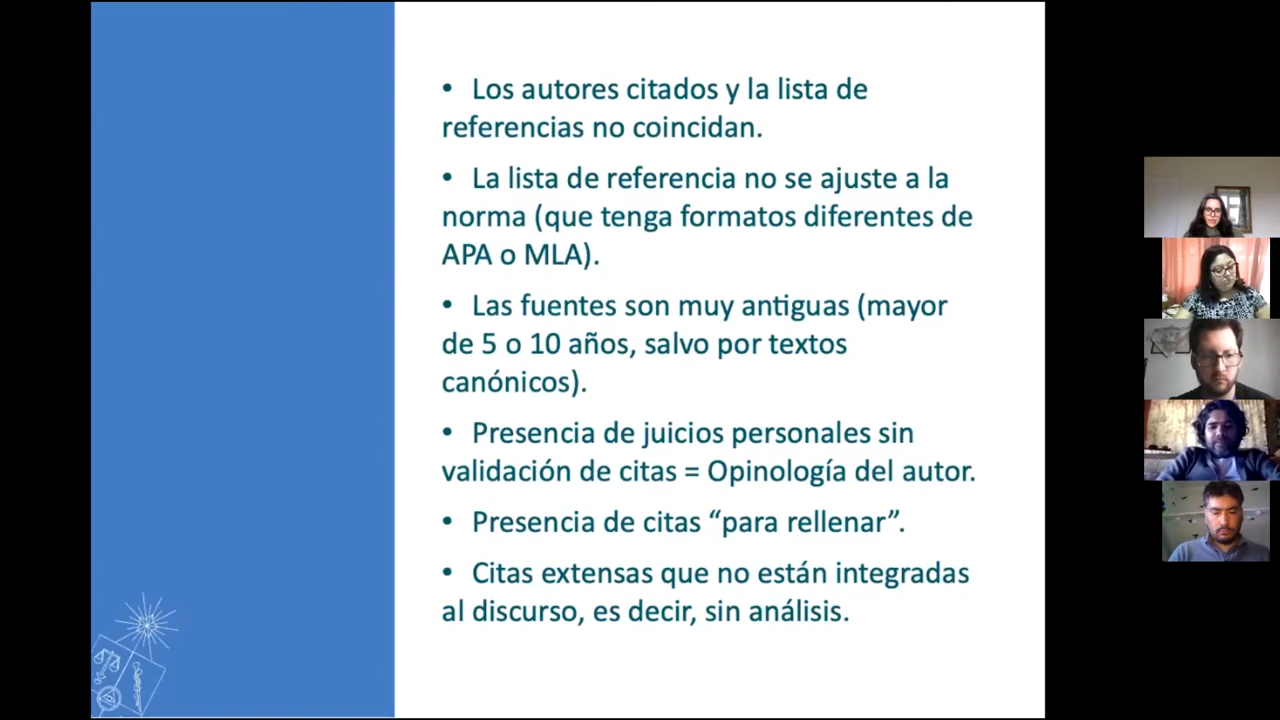 • Los autores citados y la lista de
referencias no coincidan.
• La lista de referencia no se ajuste a la
norma (que tenga formatos diferentes de
APA o MLA).
• Las fuentes son muy antiguas (mayor
de 5 o 10 años, salvo por textos
canónicos).
• Presencia de juicios personales sin
validación de citas = Opinología del autor.
• Presencia de citas “para rellenar”.
• Citas extensas que no están integradas
al discurso, es decir, sin análisis.